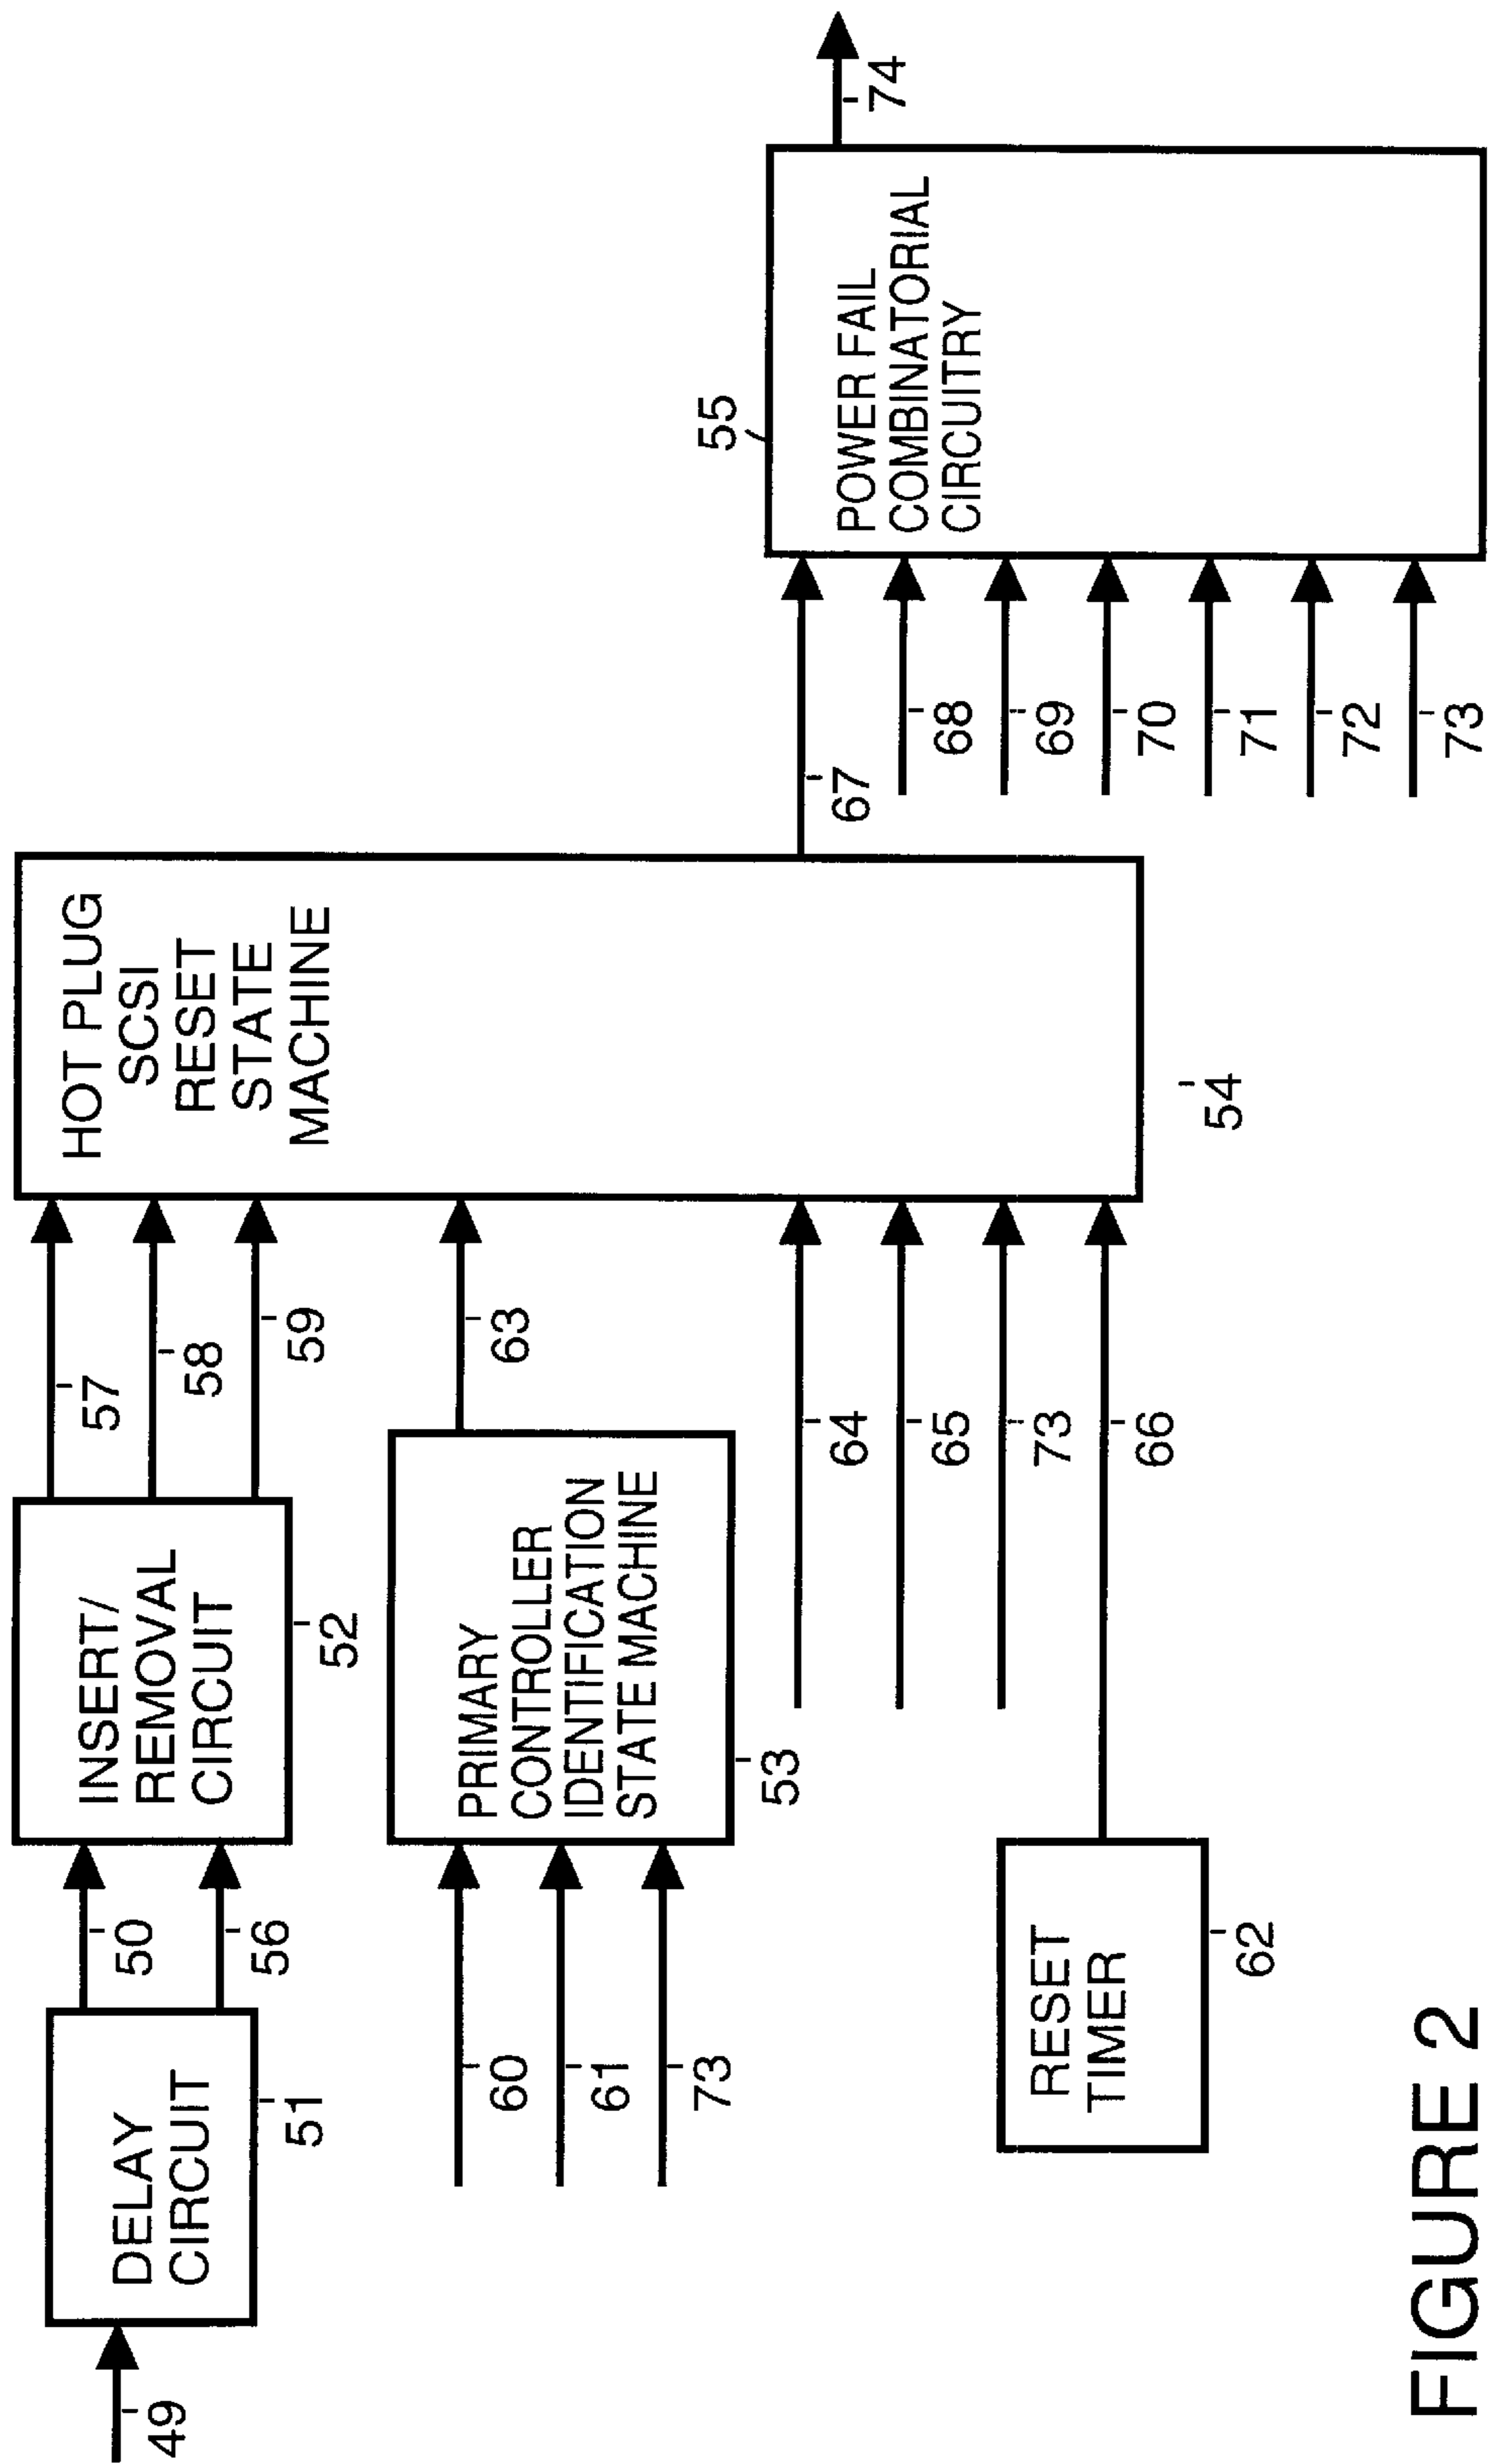 49
DELAY
CIRCUIT
51
50
56
INSERT/
REMOVAL
CIRCUIT
52
57
58
59
60
61
73
PRIMARY
CONTROLLER
IDENTIFICATION
STATE MACHINE
53
63
64
65
73
66
RESET
TIMER
62
HOT PLUG
SCSI
RESET
STATE
MACHINE
54
67
68
69
70
71
72
73
55
POWER FAIL
COMBINATORIAL
CIRCUITRY
74
FIGURE 2